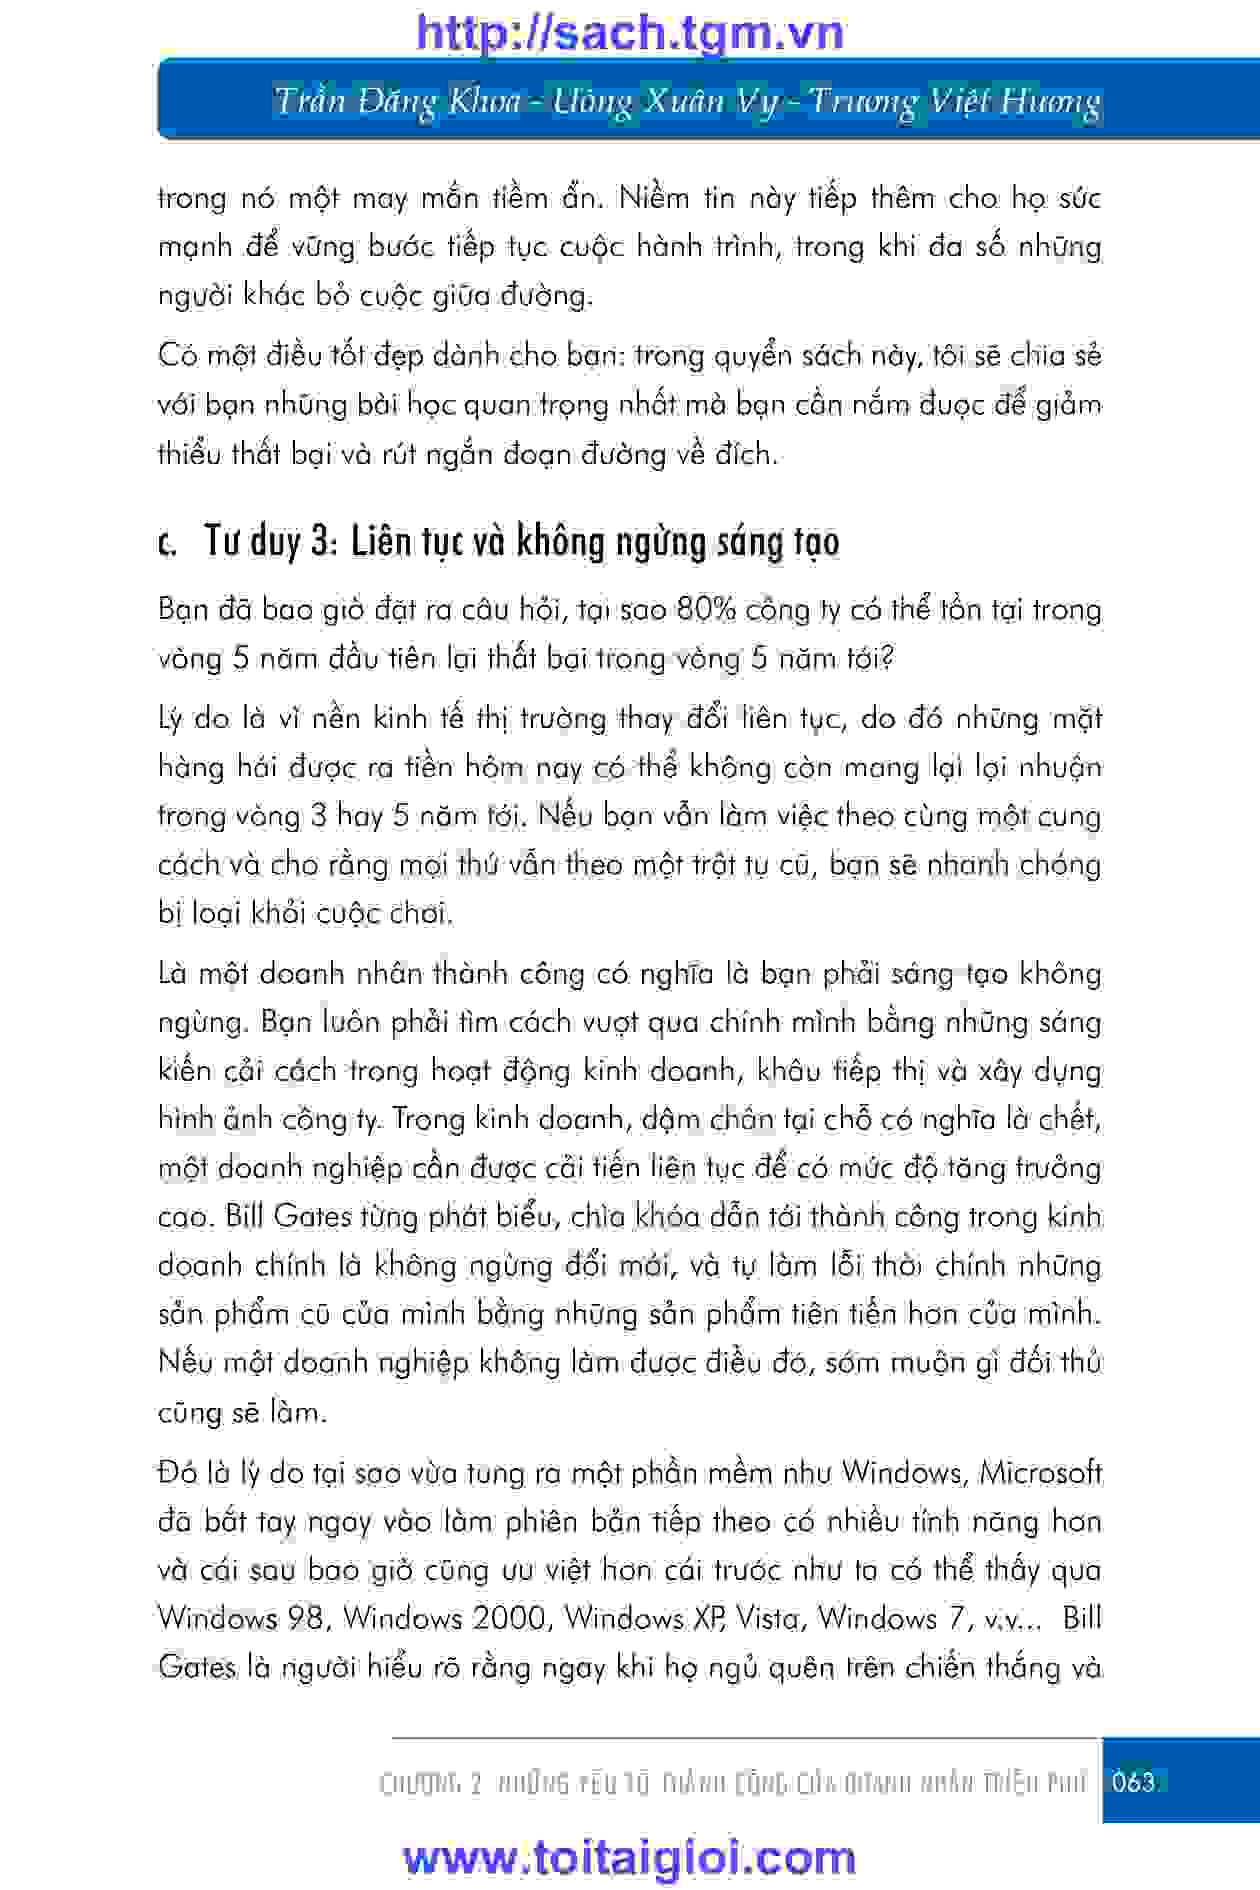 http://sach.tgm.vn
Trần Đăng Khoa - Uông Xuân Vy - Trương Việt Hương
trong nó một may mắn tiềm ẩn. Niềm tin này tiếp thêm cho họ sức
mạnh để vững bước tiếp tục cuộc hành trình, trong khi đa số những
người khác bỏ cuộc giữa đường.
Có một điều tốt đẹp dành cho bạn: trong quyển sách này, tôi sẽ chia sẻ
với bạn những bài học quan trọng nhất mà bạn cần nắm được để giảm
thiểu thất bại và rút ngắn đoạn đường về đích.
c. Tư duy 3: Liên tục và không ngừng sáng tạo
Bạn đã bao giờ đặt ra câu hỏi, tại sao 80% công ty có thể tồn tại trong
vòng 5 năm đầu tiên lại thất bại trong vòng 5 năm tới?
Lý do là vì nền kinh tế thị trường thay đổi liên tục, do đó những mặt
hàng hái được ra tiền hôm nay có thể không còn mang lại lợi nhuận
trong vòng 3 hay 5 năm tới. Nếu bạn vẫn làm việc theo cùng một cung
cách và cho rằng mọi thứ vẫn theo một trật tự cũ, bạn sẽ nhanh chóng
bị loại khỏi cuộc chơi.
Là một doanh nhân thành công có nghĩa là bạn phải sáng tạo không
ngừng. Bạn luôn phải tìm cách vượt qua chính mình bằng những sáng
kiến cải cách trong hoạt động kinh doanh, khâu tiếp thị và xây dựng
hình ảnh công ty. Trong kinh doanh, dậm chân tại chỗ có nghĩa là chết,
một doanh nghiệp cần được cải tiến liên tục để có mức độ tăng trưởng
cao. Bill Gates từng phát biểu, chìa khóa dẫn tới thành công trong kinh
doanh chính là không ngừng đổi mới, và tự làm lỗi thời chính những
sản phẩm cũ của mình bằng những sản phẩm tiên tiến hơn của mình.
Nếu một doanh nghiệp không làm được điều đó, sớm muộn gì đối thủ
cũng sẽ làm.
Đó là lý do tại sao vừa tung ra một phần mềm như Windows, Microsoft
đã bắt tay ngay vào làm phiên bản tiếp theo có nhiều tính năng hơn
và cái sau bao giờ cũng ưu việt hơn cái trước như ta có thể thấy qua
Windows 98, Windows 2000, Windows XP, Vista, Windows 7, v.v... Bill
Gates là người hiểu rõ rằng ngay khi họ ngủ quên trên chiến thắng và
CHƯƠNG 2: NHỮNG YẾU TỐ THÀNH CÔNG CỦA DOANH NHÂN TRIỆU PHÚ 063
www.toitaigioi.com